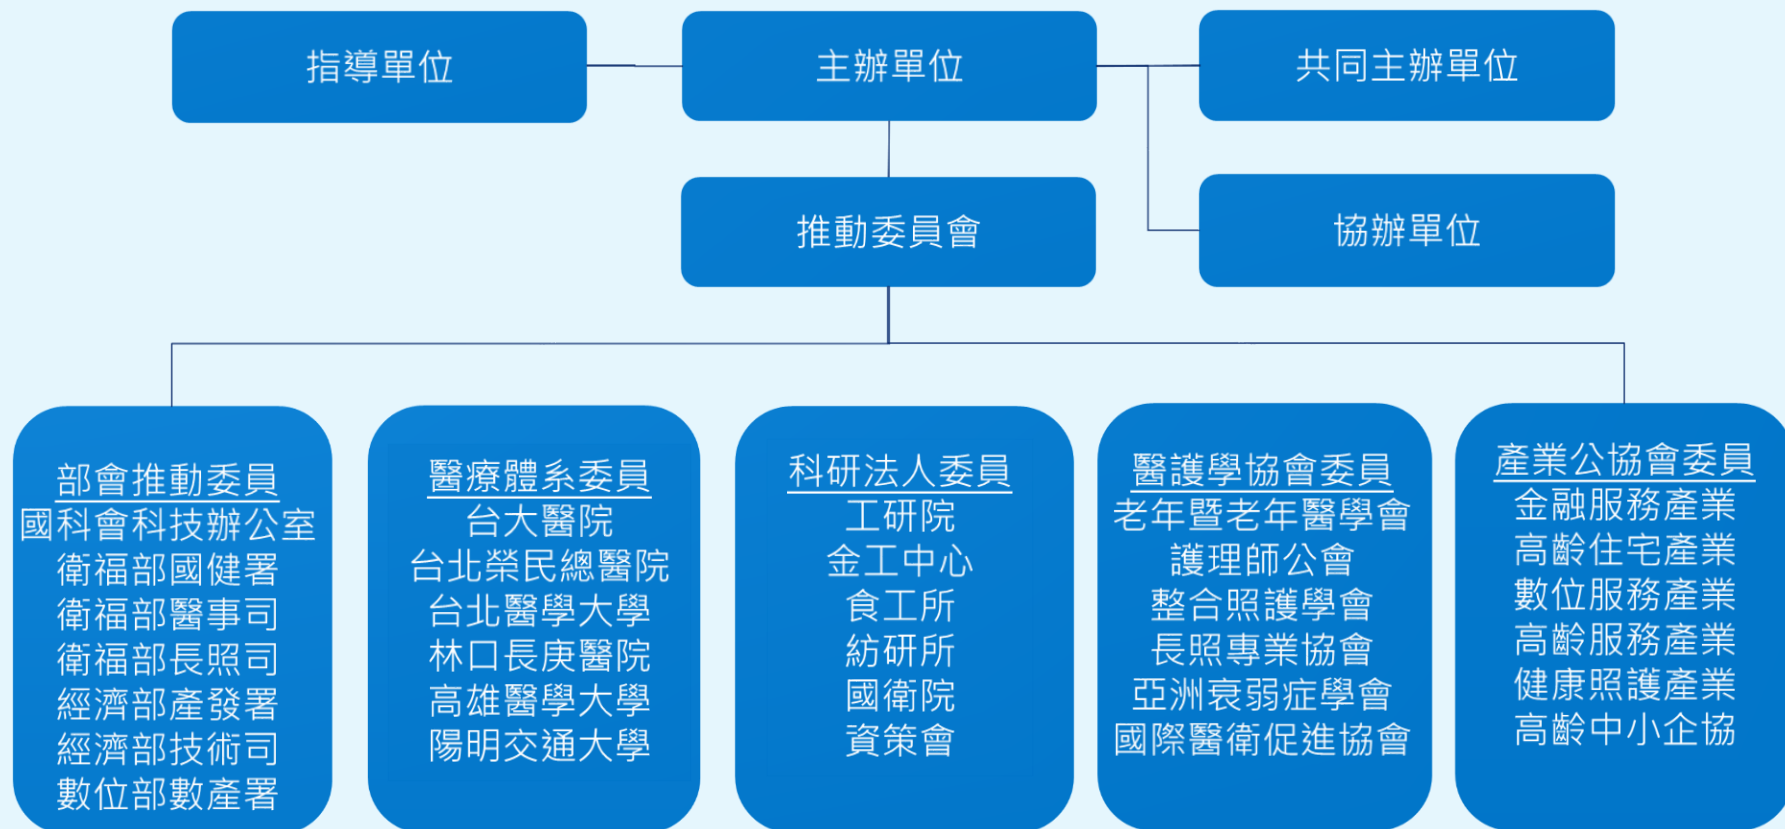 指導單位
主辦單位
共同主辦單位
推動委員會
協辦單位
部會推動委員
國科會科技辦公室
衛福部國健署
衛福部醫事司
衛福部長照司
經濟部產發署
經濟部技術司
數位部數產署
醫療體系委員
台大醫院
台北榮民總醫院
台北醫學大學
林口長庚醫院
高雄醫學大學
陽明交通大學
科研法人委員
工研院
金工中心
食工所
紡研所
國衛院
資策會
醫護學協會委員
老年暨老年醫學會
護理師公會
整合照護學會
長照專業協會
亞洲衰弱症學會
國際醫衛促進協會
產業公協會委員
金融服務產業
高齡住宅產業
數位服務產業
高齡服務產業
健康照護產業
高齡中小企協